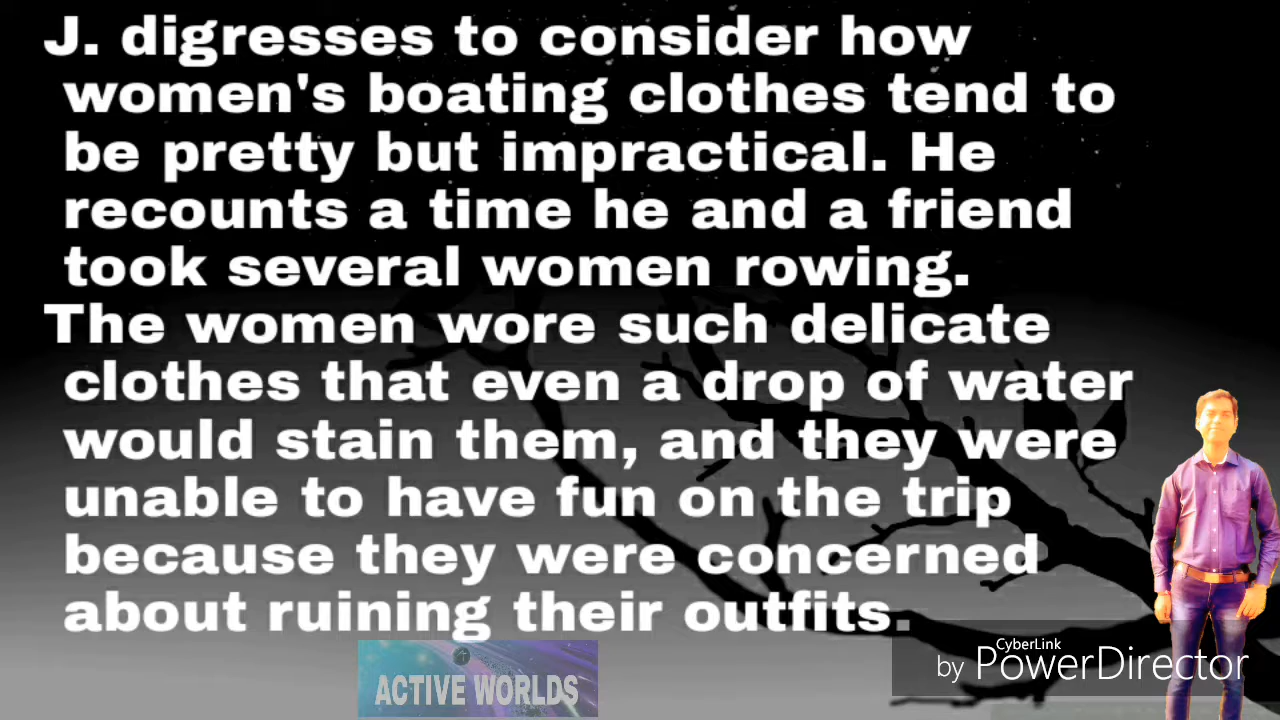 J. digresses to consider how
women's boating clothes tend to
be pretty but impractical. He
recounts a time he and a friend
took several women rowing.
The women wore such delicate
clothes that even a drop of water
would stain them, and they were
unable to have fun on the trip
because they were concerned
about ruining their outfits.
ACTIVE WORLDS
CyberLink
by PowerDirector